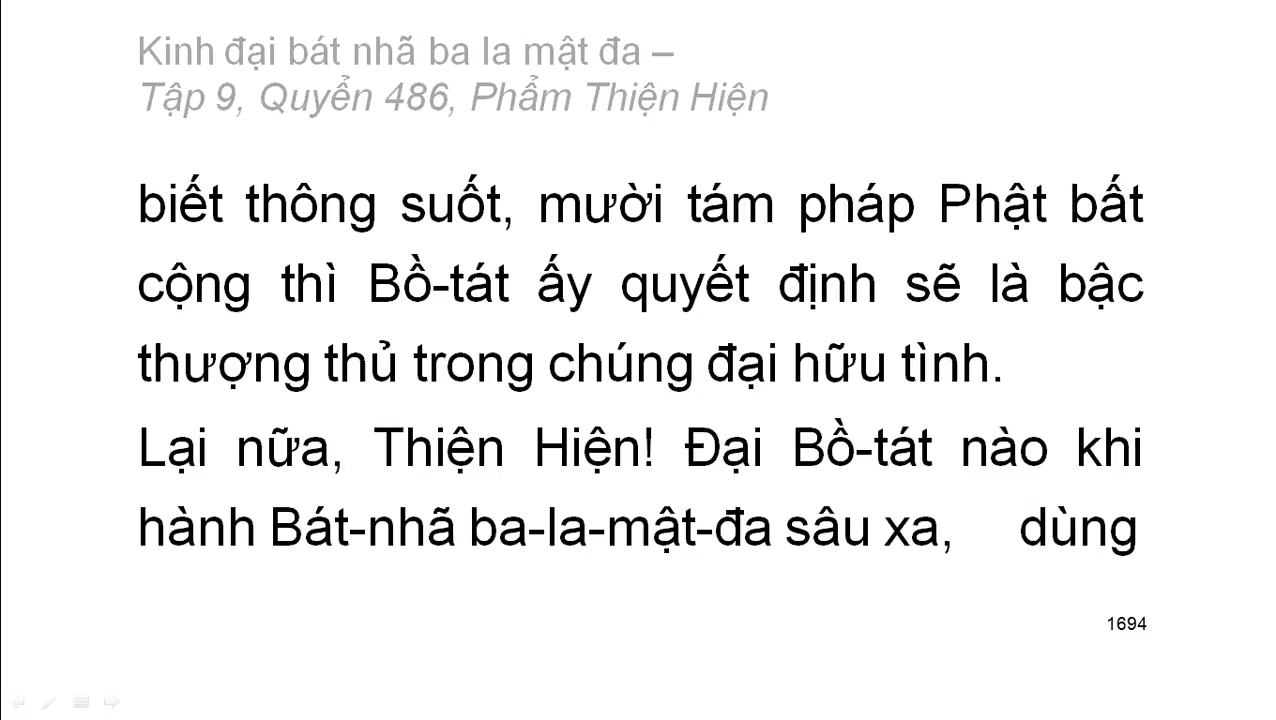 Kinh đại bát nhã ba la mật đa –
Tập 9, Quyển 486, Phẩm Thiện Hiện
biết thông suốt, mười tám pháp Phật bất
cộng thì Bồ-tát ấy quyết định sẽ là bậc
thượng thủ trong chúng đại hữu tình.
Lại nữa, Thiện Hiện! Đại Bồ-tát nào khi
hành Bát-nhã ba-la-mật-đa sâu xa, dùng
1694